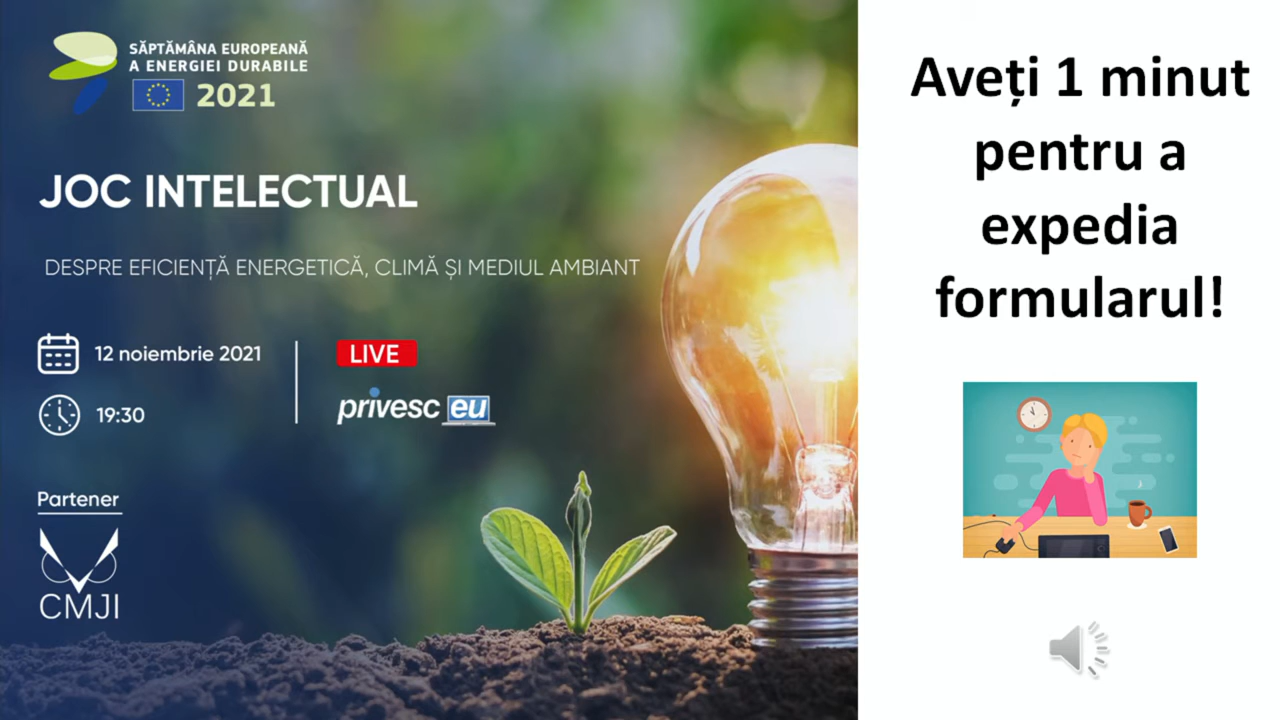 SĂPTĂMÂNA EUROPEANĂ
A ENERGIEI DURABILE
2021
JOC INTELECTUAL
DESPRE EFICIENȚĂ ENERGETICĂ, CLIMĂ ȘI MEDIUL AMBIANT
12 noiembrie 2021
LIVE
19:30
privesc eu
Partener
CMJI
Aveți 1 minut
pentru a
expedia
formularul!